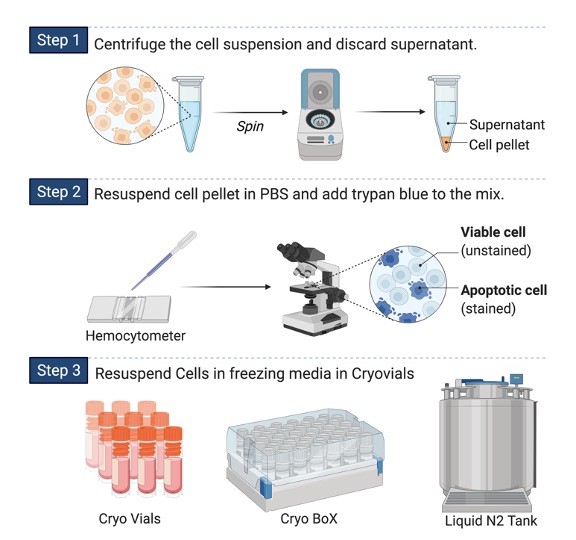 Step 1 Centrifuge the cell suspension and discard supernatant.
Spin
Supernatant
Cell pellet
Step 2 Resuspend cell pellet in PBS and add trypan blue to the mix.
Viable cell
(unstained)
Apoptotic cell
(stained)
Hemocytometer
Step 3 Resuspend Cells in freezing media in Cryovials
Cryo Vials
Cryo BoX
Liquid N2 Tank